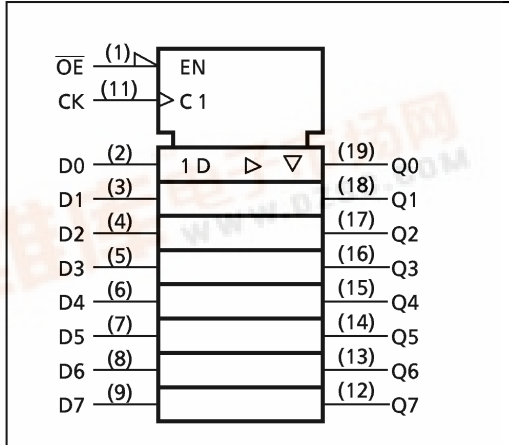 OE (1) EN
CK (11) C1
D0 (2) 1D (19) Q0
D1 (3) (18) Q1
D2 (4) (17) Q2
D3 (5) (16) Q3
D4 (6) (15) Q4
D5 (7) (14) Q5
D6 (8) (13) Q6
D7 (9) (12) Q7